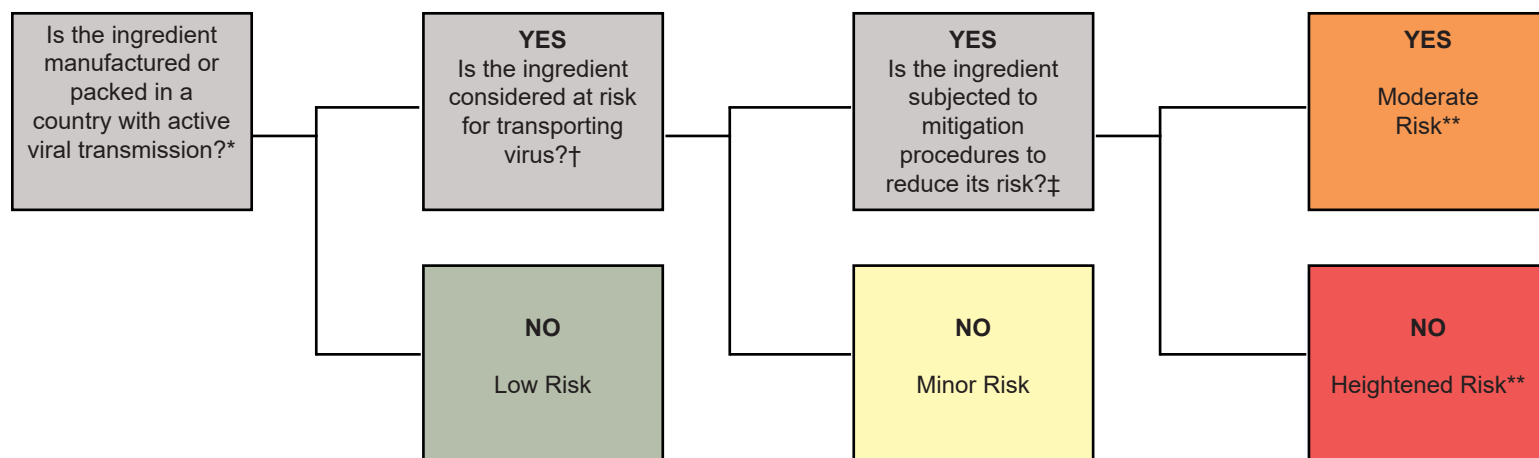 Is the ingredient
manufactured or
packed in a
country with active
viral transmission?*
YES
Is the ingredient
considered at risk
for transporting
virus?†
YES
Is the ingredient
subjected to
mitigation
procedures to
reduce its risk?‡
YES
Moderate
Risk**
NO
Low Risk
NO
Minor Risk
NO
Heightened Risk**